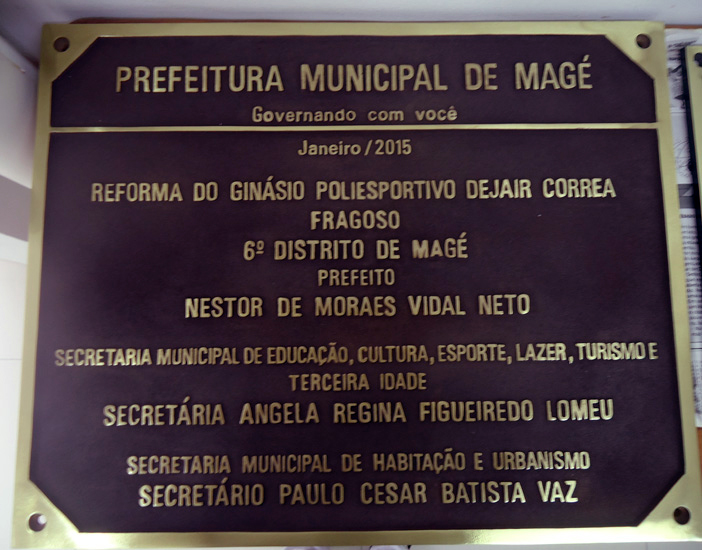 PREFEITURA MUNICIPAL DE MAGÉ
Governando com você
Janeiro/2015
REFORMA DO GINÁSIO POLIESPORTIVO DEJAIR CORREA
FRAGOSO
6º DISTRITO DE MAGÉ
PREFEITO
NESTOR DE MORAES VIDAL NETO
SECRETARIA MUNICIPAL DE EDUCAÇÃO, CULTURA, ESPORTE, LAZER, TURISMO E
TERCEIRA IDADE
SECRETÁRIA ANGELA REGINA FIGUEIREDO LOMEU
SECRETARIA MUNICIPAL DE HABITAÇÃO E URBANISMO
SECRETÁRIO PAULO CESAR BATISTA VAZ